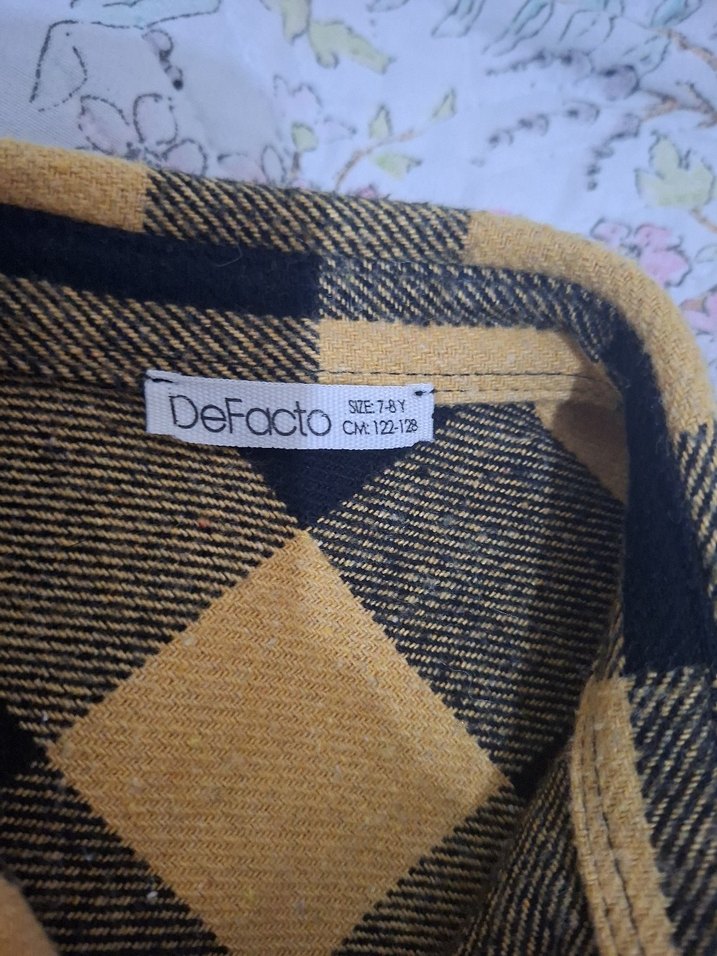 DeFacto
SIZE: 7-8 Y
CM: 122-128